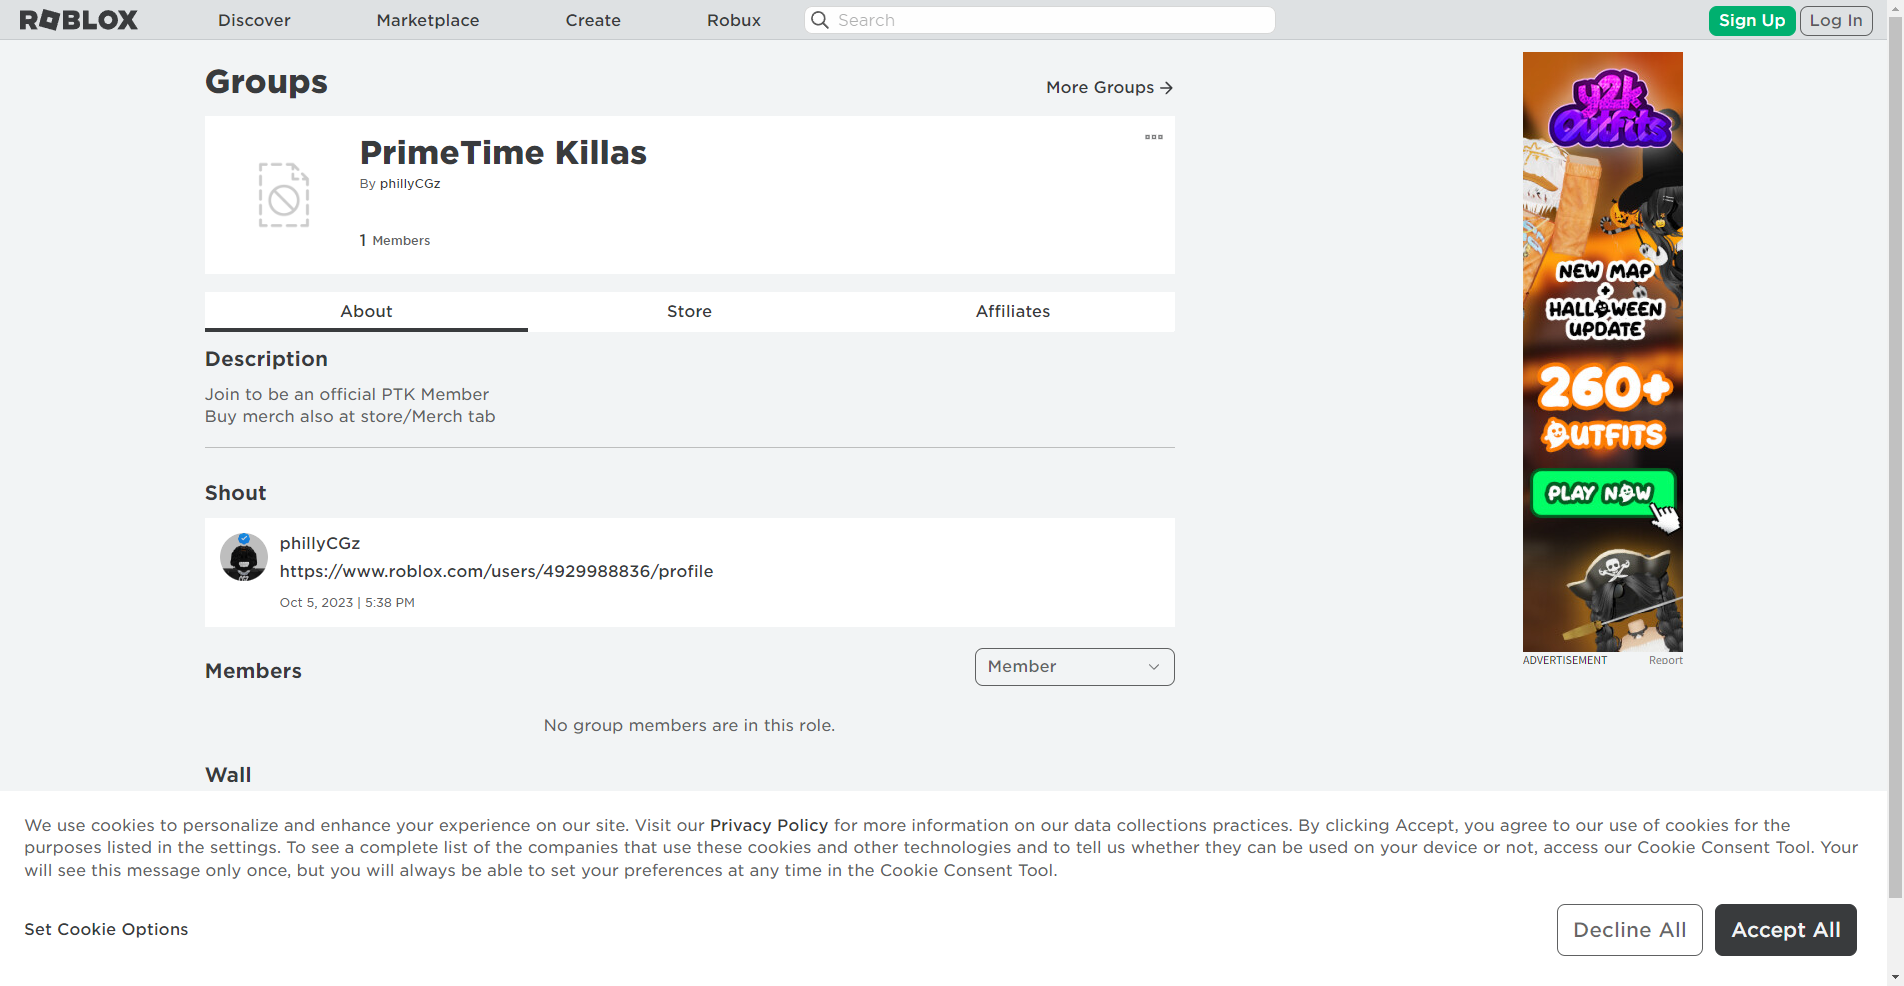 ROBLOX
Discover
Marketplace
Create
Robux
Search
Sign Up
Log In
Groups
More Groups
PrimeTime Killas
By phillyCGz
1 Members
About
Store
Affiliates
Description
Join to be an official PTK Member
Buy merch also at store/Merch tab
Shout
phillyCGz
https://www.roblox.com/users/4929988836/profile
Oct 5, 2023 | 5:38 PM
Members
Member
No group members are in this role.
Wall
y2k
Outfits
NEW MAP
+
HALLOWEEN
UPDATE
260+
OUTFITS
PLAY NOW
ADVERTISEMENT
Report
We use cookies to personalize and enhance your experience on our site. Visit our Privacy Policy for more information on our data collections practices. By clicking Accept, you agree to our use of cookies for the
purposes listed in the settings. To see a complete list of the companies that use these cookies and other technologies and to tell us whether they can be used on your device or not, access our Cookie Consent Tool. Your
will see this message only once, but you will always be able to set your preferences at any time in the Cookie Consent Tool.
Set Cookie Options
Decline All
Accept All